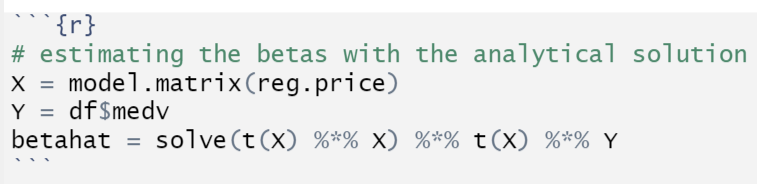 ```{r}
# estimating the betas with the analytical solution
X = model.matrix(reg.price)
Y = df$medv
betahat = solve(t(X) %*% X) %*% t(X) %*% Y
```